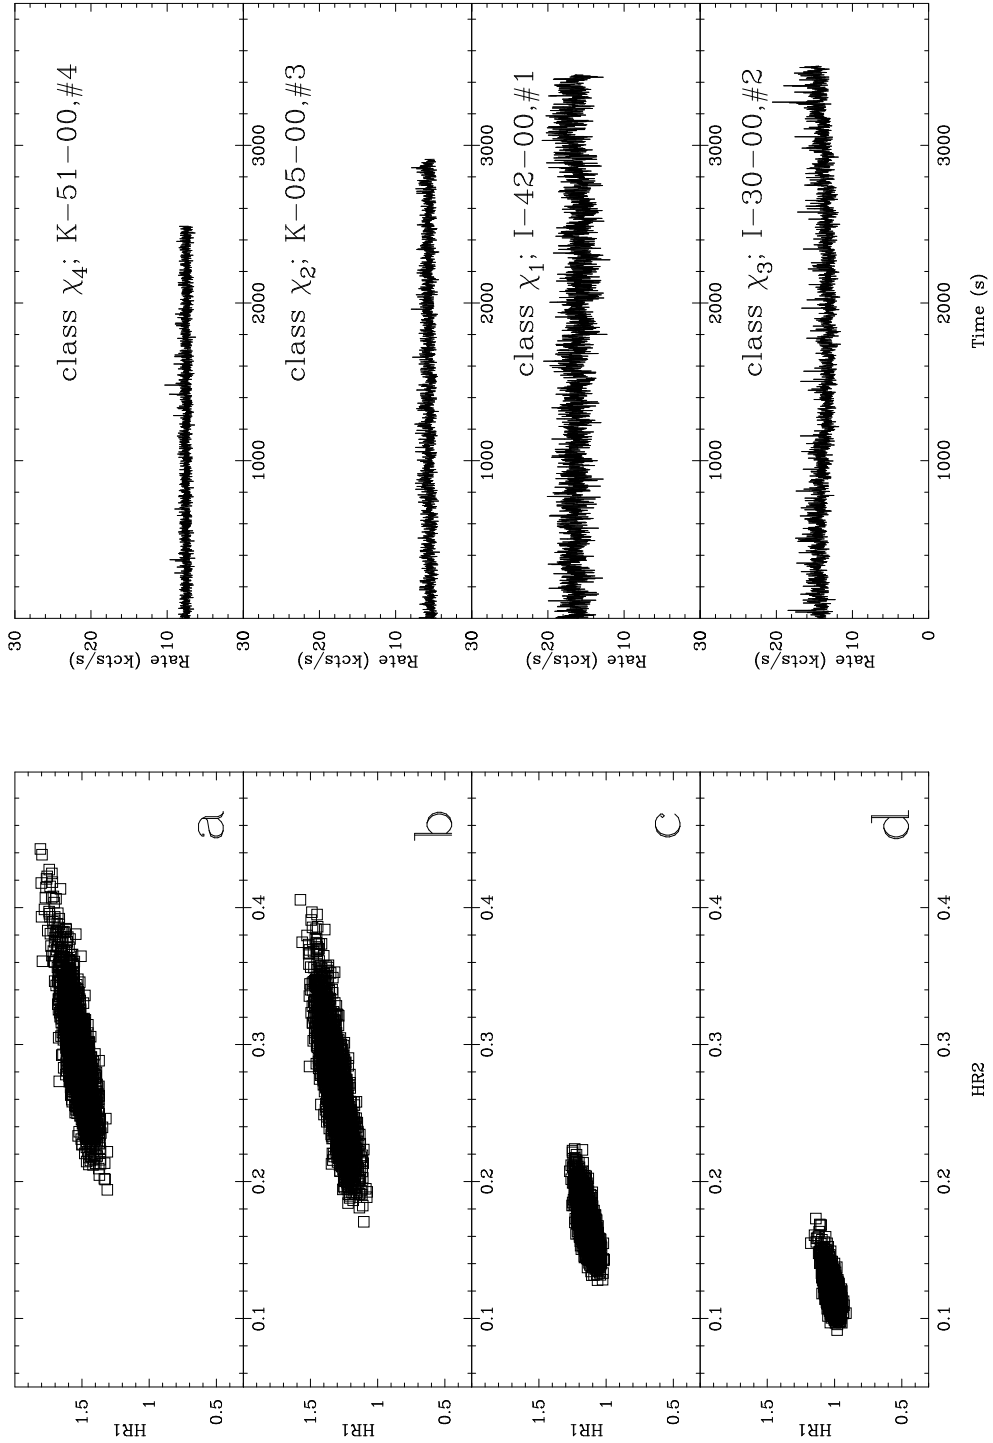 HR1
1.5
1
0.5
a
0.1 0.2 0.3 0.4
Rate (kcts/s)
30
20
10
class χ4; K-51-00,#4
1000 2000 3000
HR1
1.5
1
0.5
b
0.1 0.2 0.3 0.4
Rate (kcts/s)
30
20
10
class χ2; K-05-00,#3
1000 2000 3000
HR1
1.5
1
0.5
c
0.1 0.2 0.3 0.4
Rate (kcts/s)
30
20
10
class χ1; I-42-00,#1
1000 2000 3000
HR1
1.5
1
0.5
d
0.1 0.2 0.3 0.4
HR2
Rate (kcts/s)
30
20
10
0
class χ3; I-30-00,#2
1000 2000 3000
Time (s)